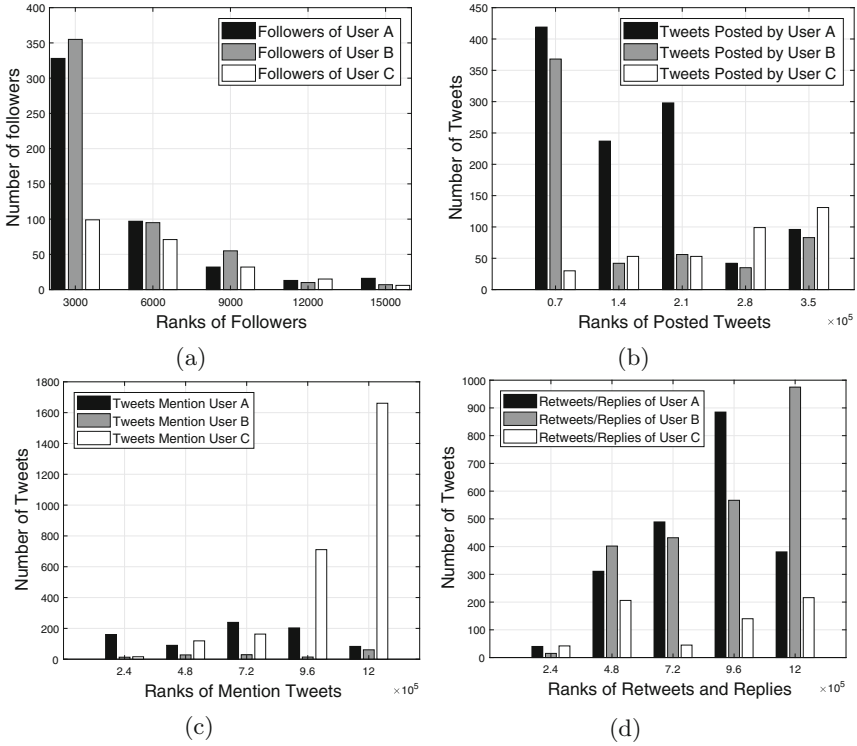 Number of followers
400
350
300
250
200
150
100
50
0
Followers of User A
Followers of User B
Followers of User C
3000 6000 9000 12000 15000
Ranks of Followers
(a)
Number of Tweets
450
400
350
300
250
200
150
100
50
0
Tweets Posted by User A
Tweets Posted by User B
Tweets Posted by User C
0.7 1.4 2.1 2.8 3.5
Ranks of Posted Tweets
×10⁵
(b)
Number of Tweets
1800
1600
1400
1200
1000
800
600
400
200
0
Tweets Mention User A
Tweets Mention User B
Tweets Mention User C
2.4 4.8 7.2 9.6 12
Ranks of Mention Tweets
×10⁵
(c)
Number of Tweets
1000
900
800
700
600
500
400
300
200
100
0
Retweets/Replies of User A
Retweets/Replies of User B
Retweets/Replies of User C
2.4 4.8 7.2 9.6 12
Ranks of Retweets and Replies
×10⁵
(d)